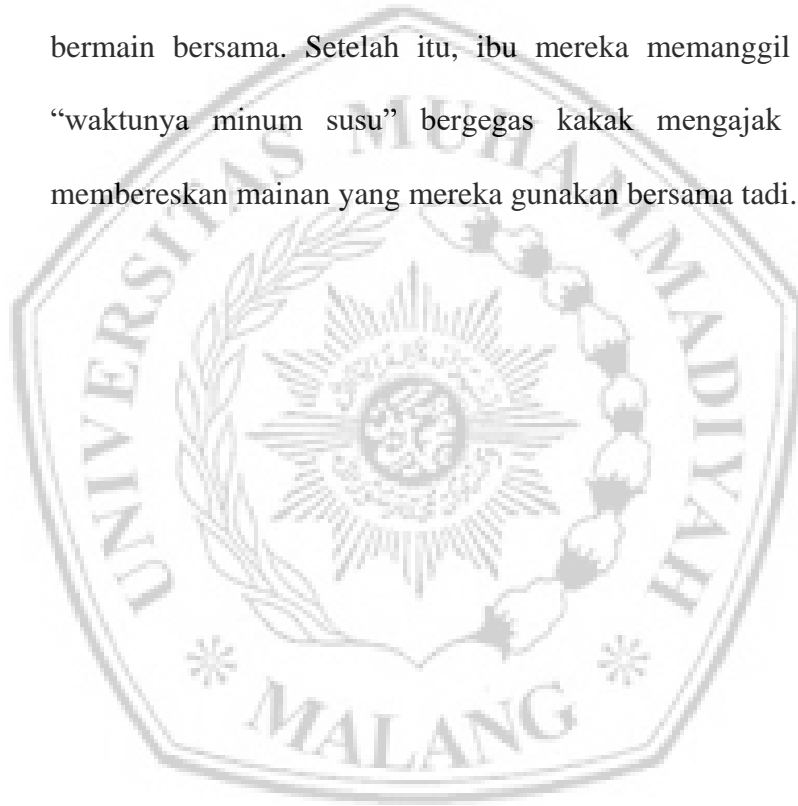 bermain bersama. Setelah itu, ibu mereka memanggil
“waktunya minum susu” bergegas kakak mengajak
membereskan mainan yang mereka gunakan bersama tadi.
UNIVERSITAS MUHAMMADIYAH
MALANG